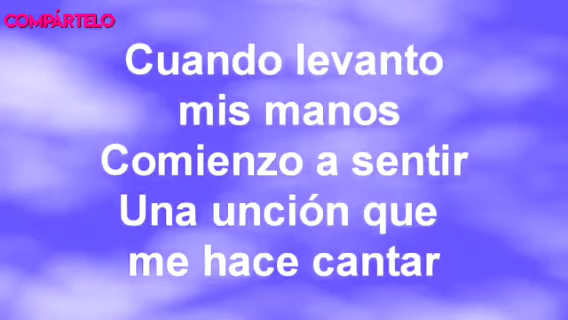 COMPÁRTELO
Cuando levanto
mis manos
Comienzo a sentir
Una unción que
me hace cantar